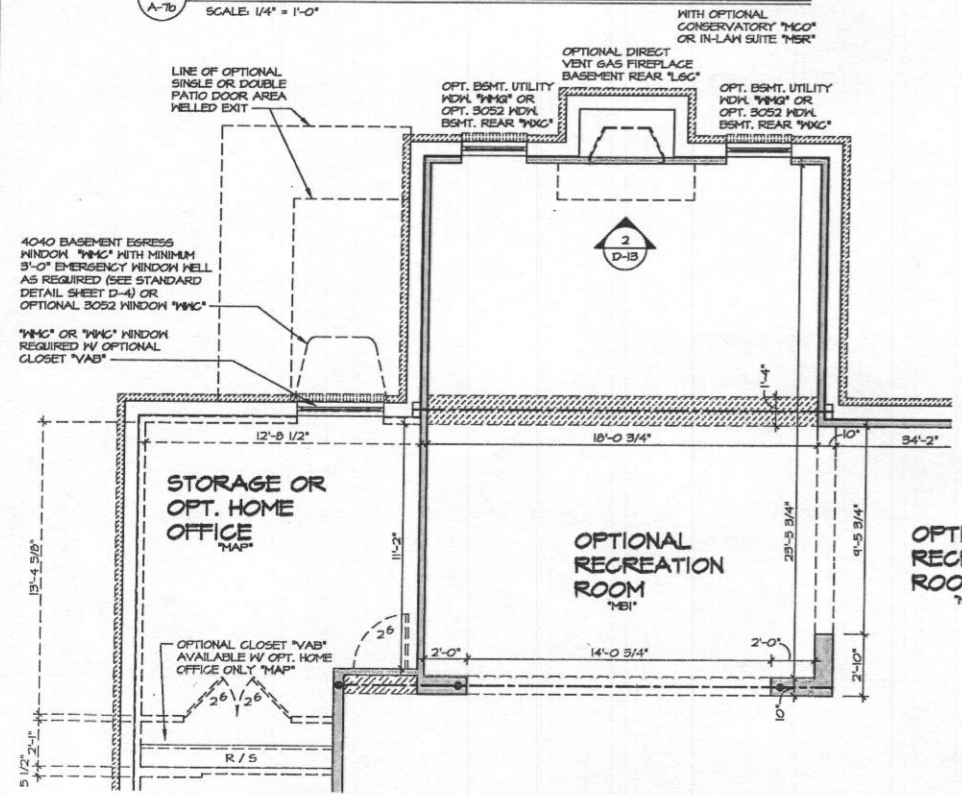 A-7b
SCALE: 1/4" = 1'-0"
WITH OPTIONAL
CONSERVATORY "MCO"
OR IN-LAW SUITE "MSR"
LINE OF OPTIONAL
SINGLE OR DOUBLE
PATIO DOOR AREA
WELLED EXIT
OPT. BSMT. UTILITY
WDW. "WMG" OR
OPT. 3052 WDW.
BSMT. REAR "WXC"
OPTIONAL DIRECT
VENT GAS FIREPLACE
BASEMENT REAR "LGC"
OPT. BSMT. UTILITY
WDW. "WMG" OR
OPT. 3052 WDW.
BSMT. REAR "WXC"
2
D-13
4040 BASEMENT EGRESS
WINDOW "WMC" WITH MINIMUM
3'-0" EMERGENCY WINDOW WELL
AS REQUIRED (SEE STANDARD
DETAIL SHEET D-4) OR
OPTIONAL 3052 WINDOW "WWC"
"WMC" OR "WWC" WINDOW
REQUIRED W/ OPTIONAL
CLOSET "VAB"
1'-4"
12'-8 1/2"
18'-0 3/4"
10"
34'-2"
STORAGE OR
OPT. HOME
OFFICE
"MAP"
11'-2"
13'-4 5/8"
OPTIONAL
RECREATION
ROOM
"MB1"
23'-5 3/4"
9'-5 3/4"
OPTI
RECR
ROO
"M
26
OPTIONAL CLOSET "VAB"
AVAILABLE W/ OPT. HOME
OFFICE ONLY "MAP"
2'-0"
14'-0 3/4"
2'-0"
2'-10"
10"
26
26
2'-1"
5 1/2"
R / S